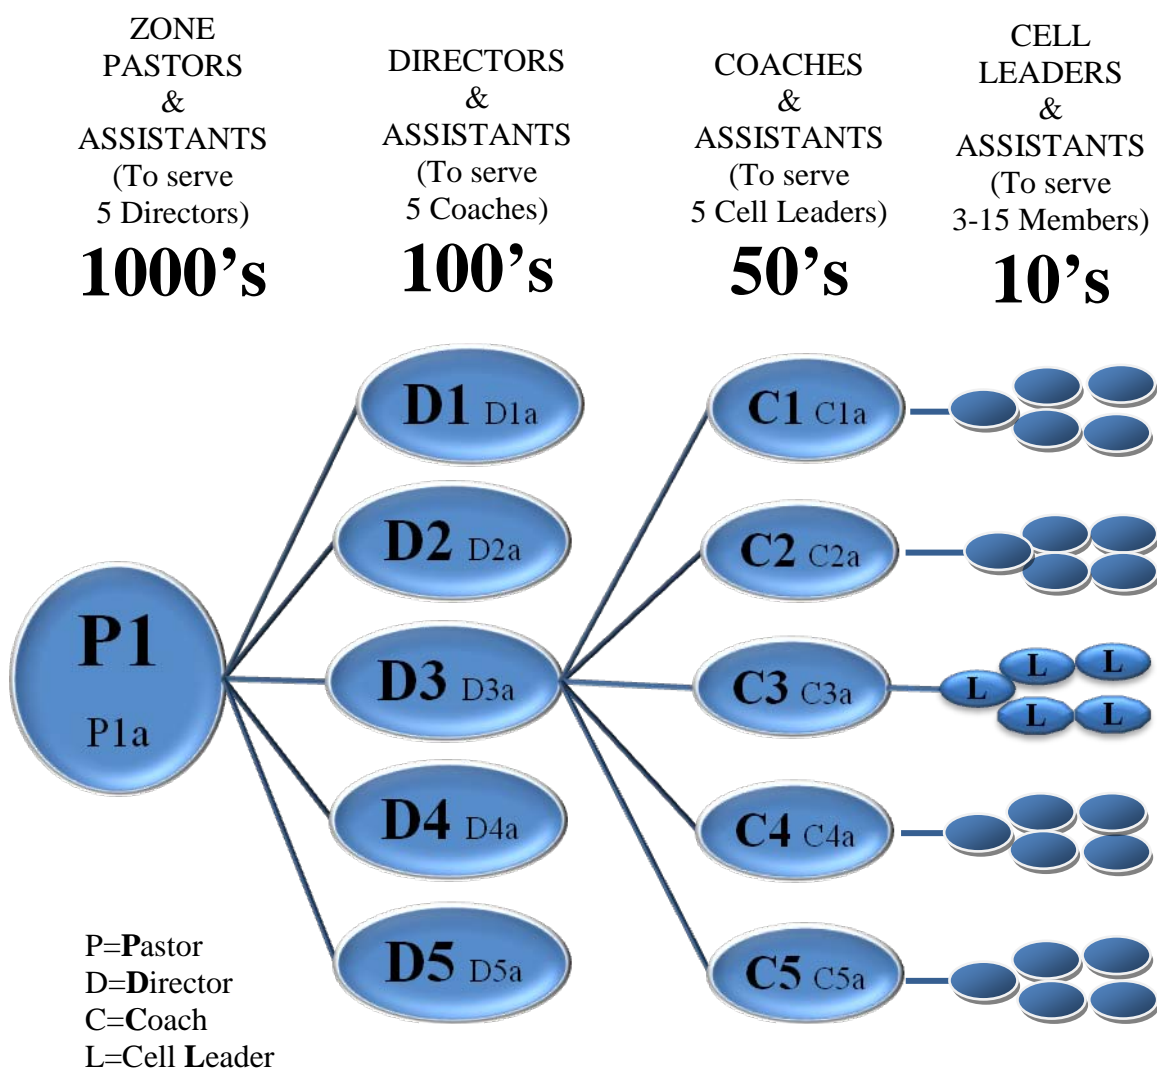 ZONE
PASTORS
&
ASSISTANTS
(To serve
5 Directors)
1000’s
DIRECTORS
&
ASSISTANTS
(To serve
5 Coaches)
100’s
COACHES
&
ASSISTANTS
(To serve
5 Cell Leaders)
50’s
CELL
LEADERS
&
ASSISTANTS
(To serve
3-15 Members)
10’s
P1
P1a
D1 D1a
D2 D2a
D3 D3a
D4 D4a
D5 D5a
C1 C1a
C2 C2a
C3 C3a
C4 C4a
C5 C5a
L
L
L
L
L
P=Pastor
D=Director
C=Coach
L=Cell Leader